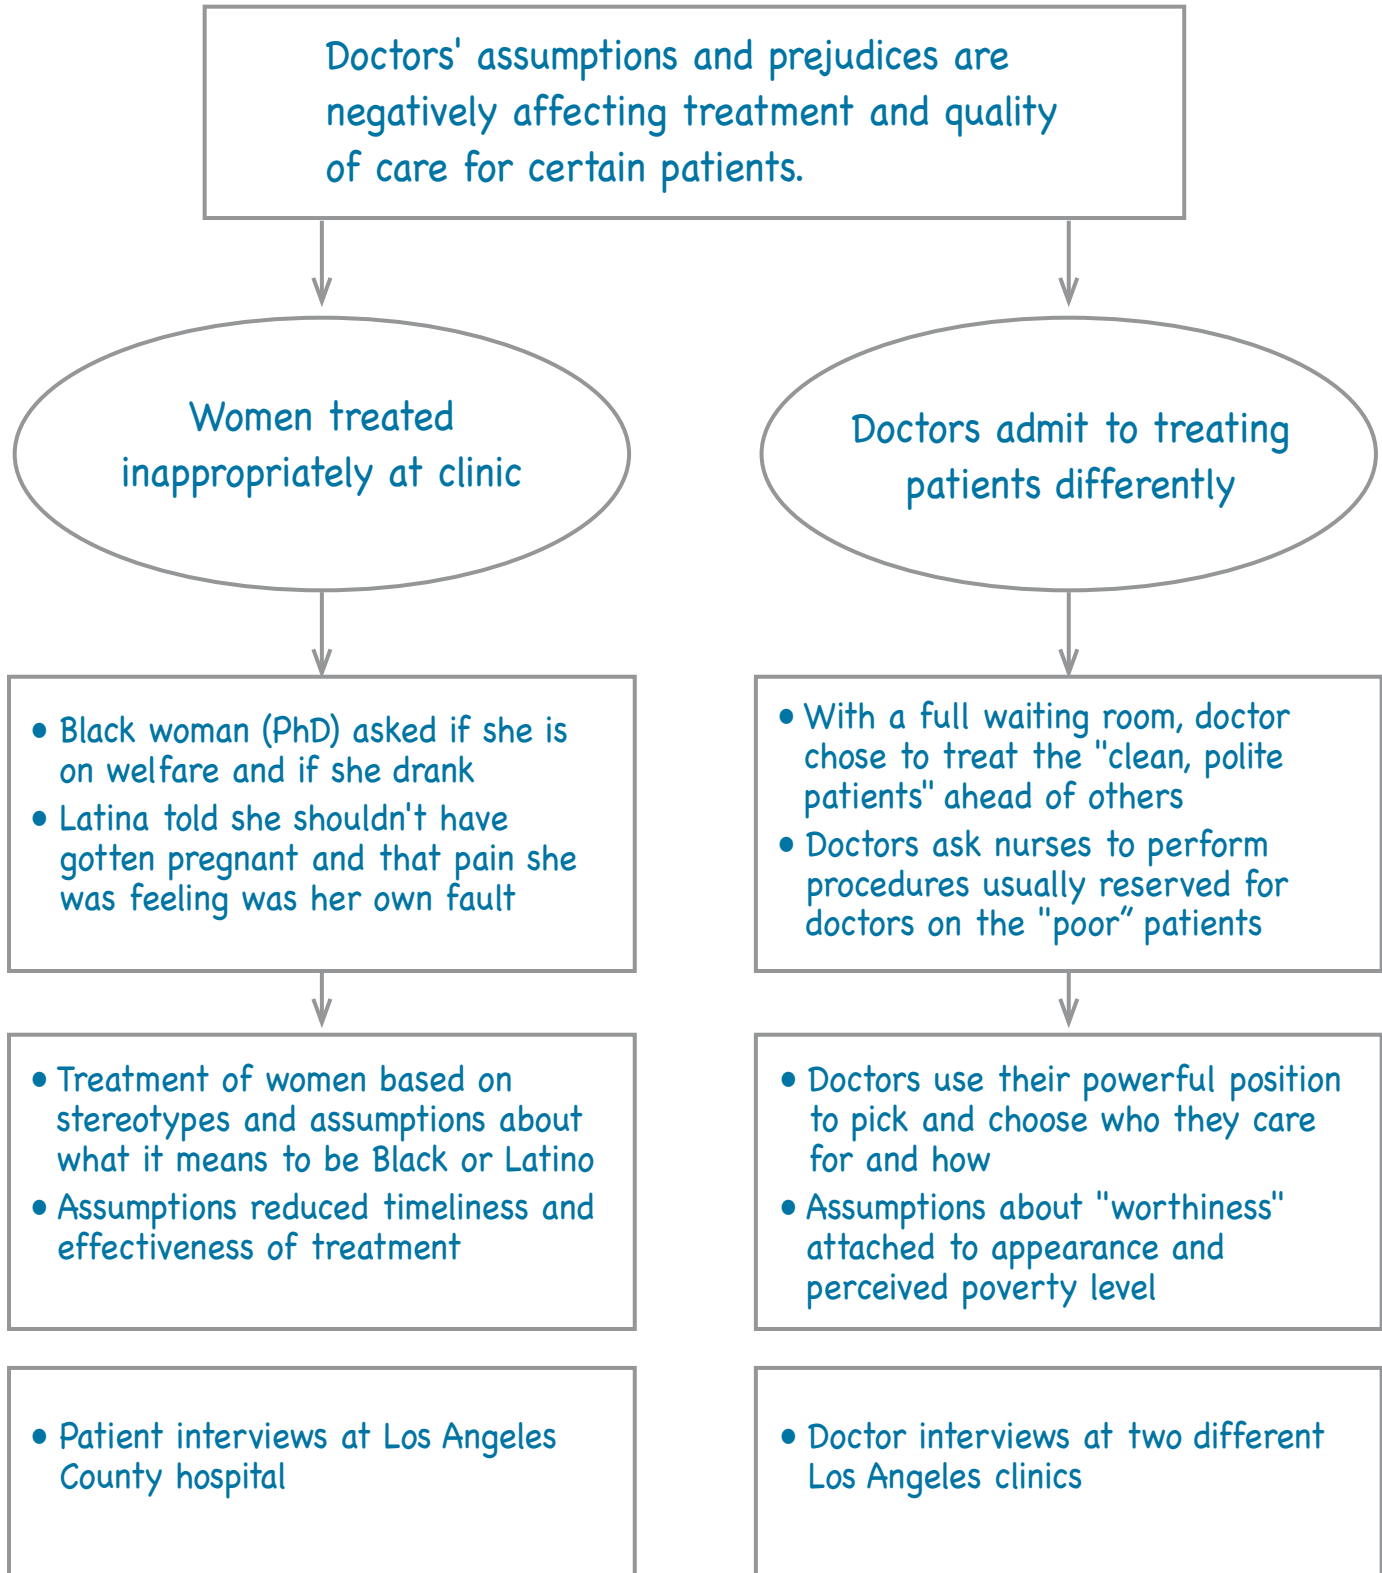 Doctors' assumptions and prejudices are
negatively affecting treatment and quality
of care for certain patients.
Women treated
inappropriately at clinic
Doctors admit to treating
patients differently
• Black woman (PhD) asked if she is
on welfare and if she drank
• Latina told she shouldn't have
gotten pregnant and that pain she
was feeling was her own fault
• With a full waiting room, doctor
chose to treat the "clean, polite
patients" ahead of others
• Doctors ask nurses to perform
procedures usually reserved for
doctors on the "poor” patients
• Treatment of women based on
stereotypes and assumptions about
what it means to be Black or Latino
• Assumptions reduced timeliness and
effectiveness of treatment
• Doctors use their powerful position
to pick and choose who they care
for and how
• Assumptions about "worthiness"
attached to appearance and
perceived poverty level
• Patient interviews at Los Angeles
County hospital
• Doctor interviews at two different
Los Angeles clinics